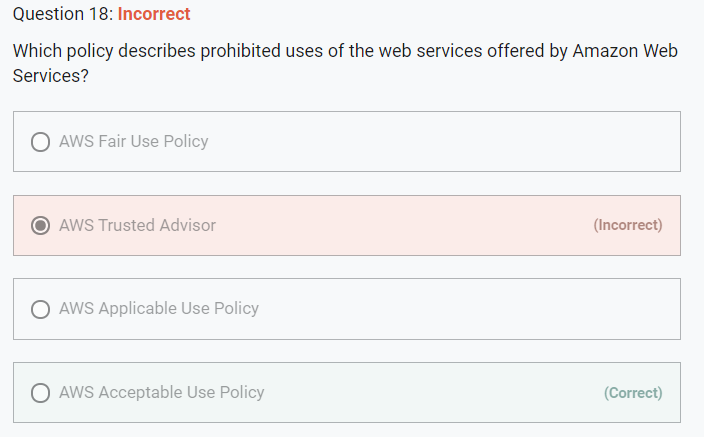 Question 18: Incorrect
Which policy describes prohibited uses of the web services offered by Amazon Web
Services?
AWS Fair Use Policy
AWS Trusted Advisor (Incorrect)
AWS Applicable Use Policy
AWS Acceptable Use Policy (Correct)